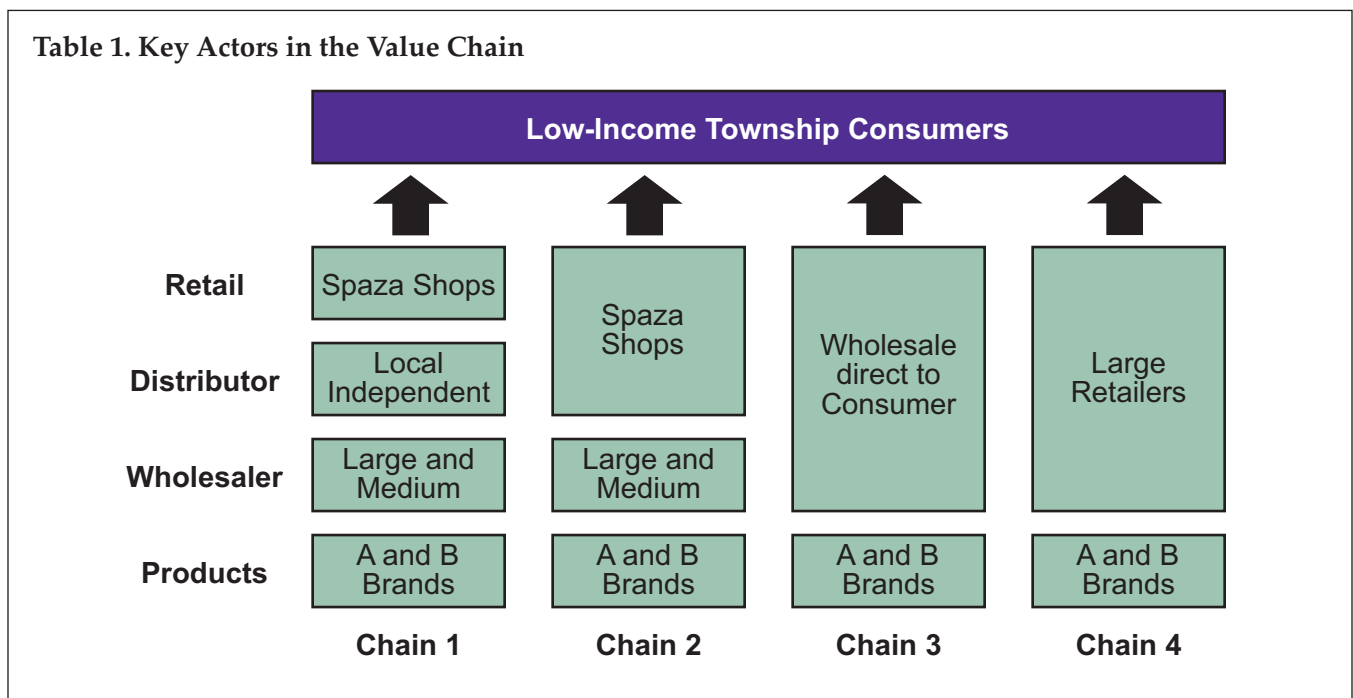 Table 1. Key Actors in the Value Chain
Low-Income Township Consumers
Retail
Spaza Shops
Spaza
Shops
Wholesale
direct to
Consumer
Large
Retailers
Distributor
Local
Independent
Wholesaler
Large and
Medium
Large and
Medium
Products
A and B
Brands
A and B
Brands
A and B
Brands
A and B
Brands
Chain 1
Chain 2
Chain 3
Chain 4